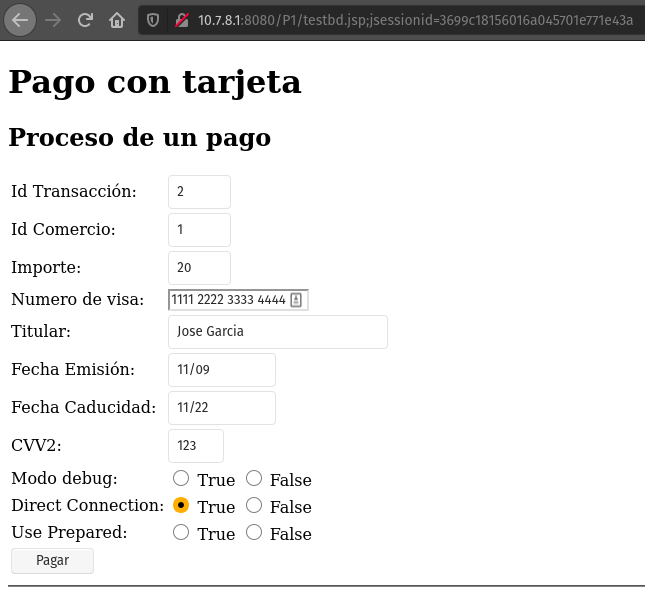 10.7.8.1:8080/P1/testbd.jsp;jsessionid=3699c18156016a045701e771e43a
Pago con tarjeta
Proceso de un pago
Id Transacción: 2
Id Comercio: 1
Importe: 20
Numero de visa: 1111 2222 3333 4444
Titular: Jose Garcia
Fecha Emisión: 11/09
Fecha Caducidad: 11/22
CVV2: 123
Modo debug: True False
Direct Connection: True False
Use Prepared: True False
Pagar